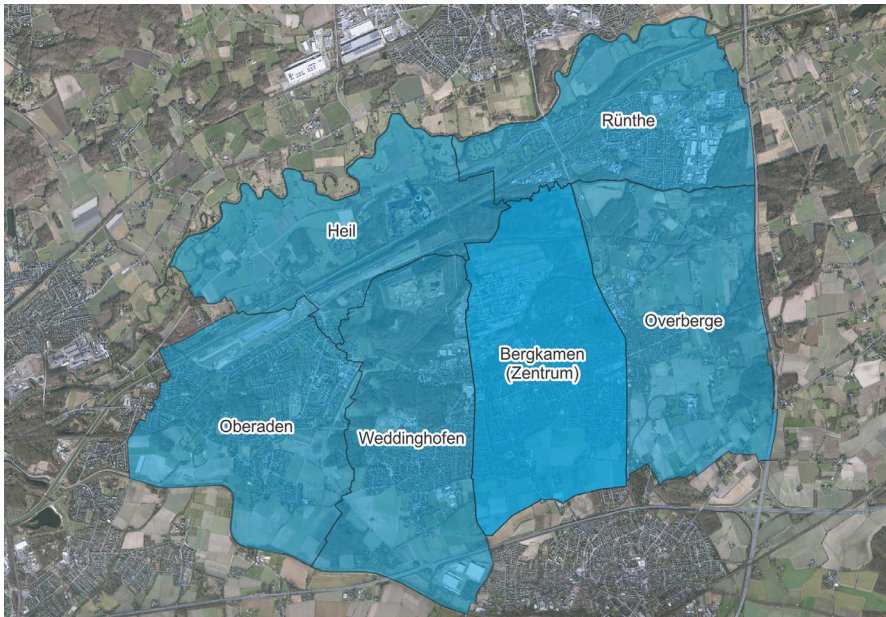 Rünthe
Heil
Overberge
Bergkamen
(Zentrum)
Oberaden
Weddinghofen